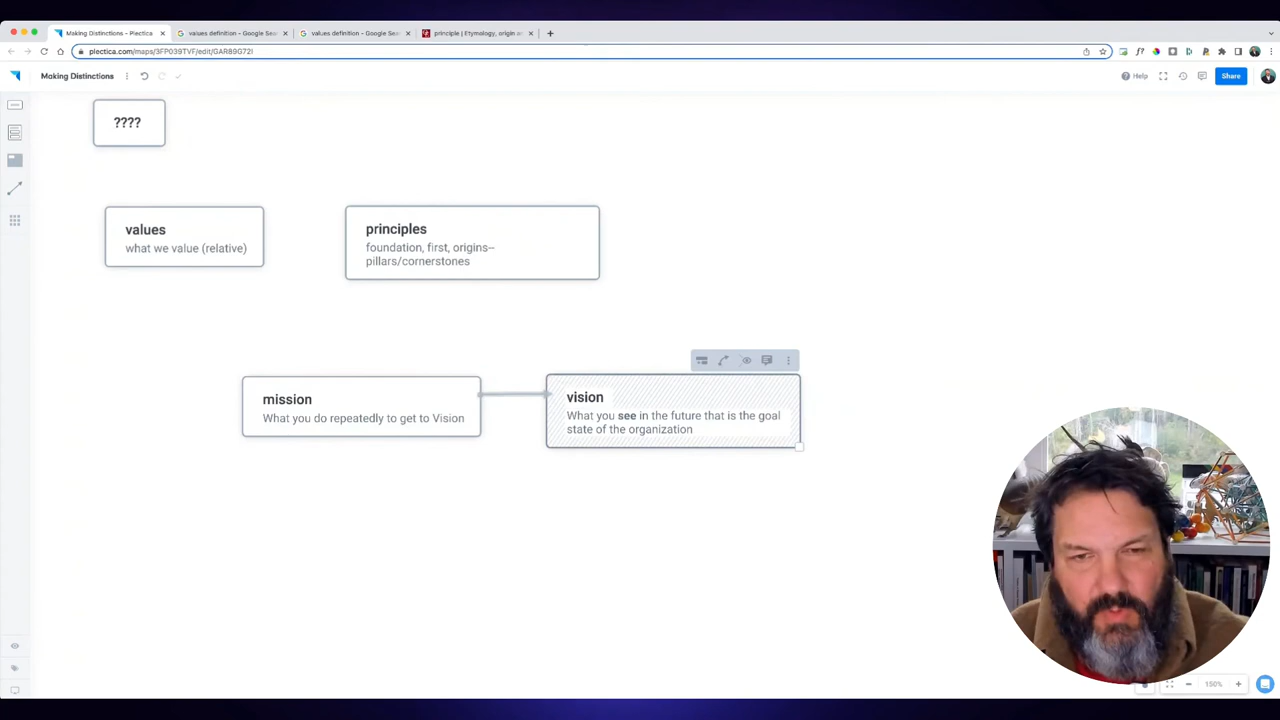 Making Distinctions - Plectica
values definition - Google Sea
values definition - Google Sea
principle | Etymology, origin a
plectica.com/maps/3FP039TVF/edit/GAR89G72I
Making Distinctions
Help
Share
????
values
what we value (relative)
principles
foundation, first, origins--
pillars/cornerstones
mission
What you do repeatedly to get to Vision
vision
What you see in the future that is the goal
state of the organization
150%